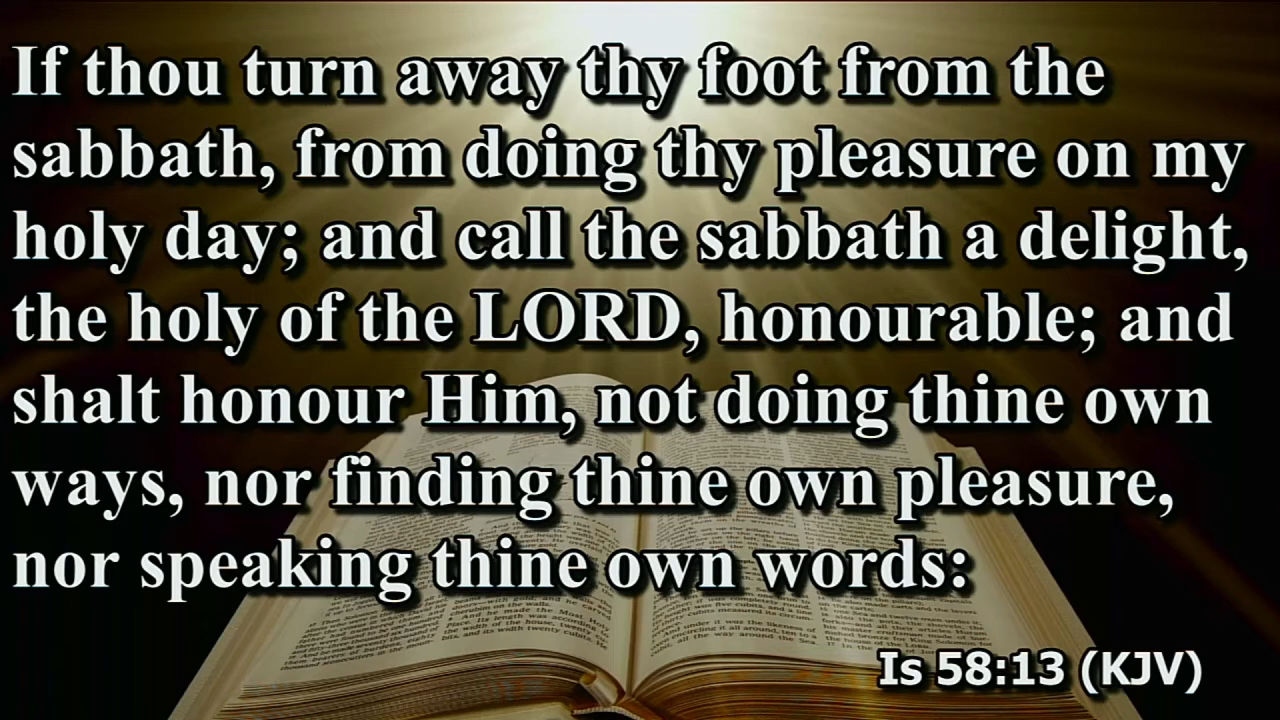 If thou turn away thy foot from the
sabbath, from doing thy pleasure on my
holy day; and call the sabbath a delight,
the holy of the LORD, honourable; and
shalt honour Him, not doing thine own
ways, nor finding thine own pleasure,
nor speaking thine own words:
Is 58:13 (KJV)